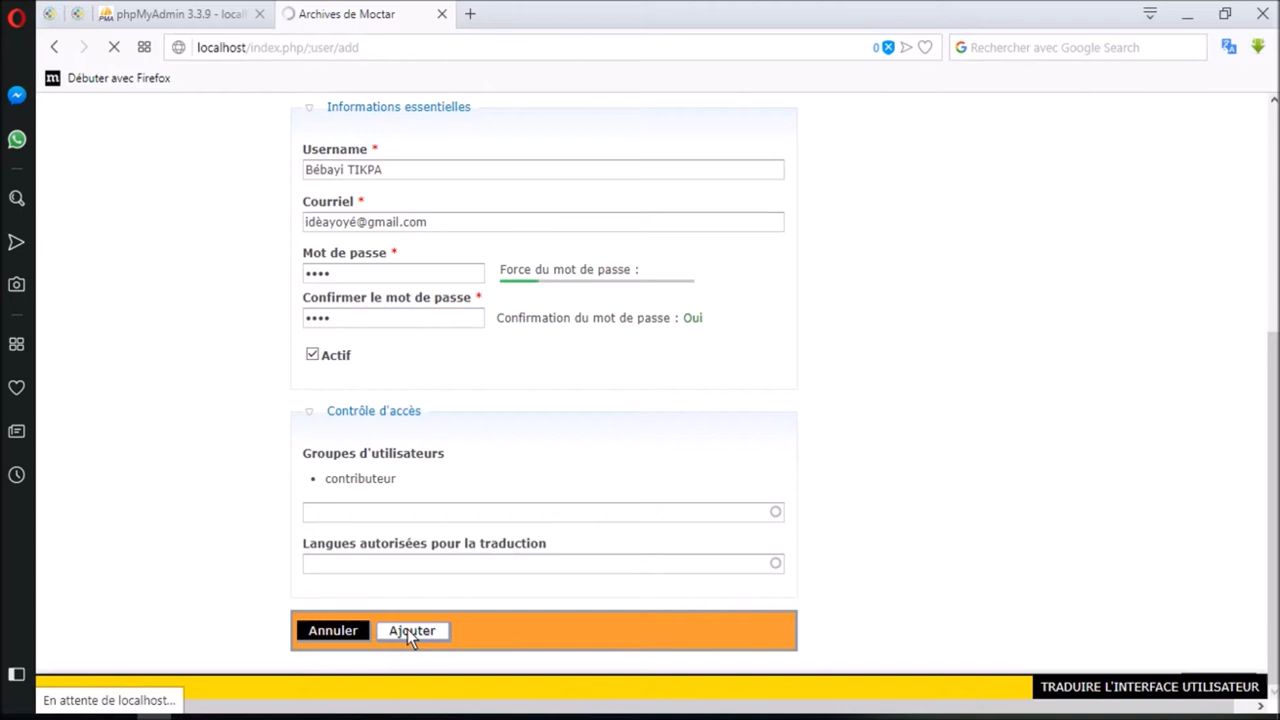 phpMyAdmin 3.3.9 - local
Archives de Moctar
localhost/index.php/;user/add
0
Rechercher avec Google Search
m Débuter avec Firefox
Informations essentielles
Username *
Bébayi TIKPA
Courriel *
idèayoyé@gmail.com
Mot de passe *
••••
Force du mot de passe :
Confirmer le mot de passe *
••••
Confirmation du mot de passe : Oui
Actif
Contrôle d'accès
Groupes d'utilisateurs
• contributeur
Langues autorisées pour la traduction
Annuler
Ajouter
TRADUIRE L'INTERFACE UTILISATEUR
En attente de localhost...